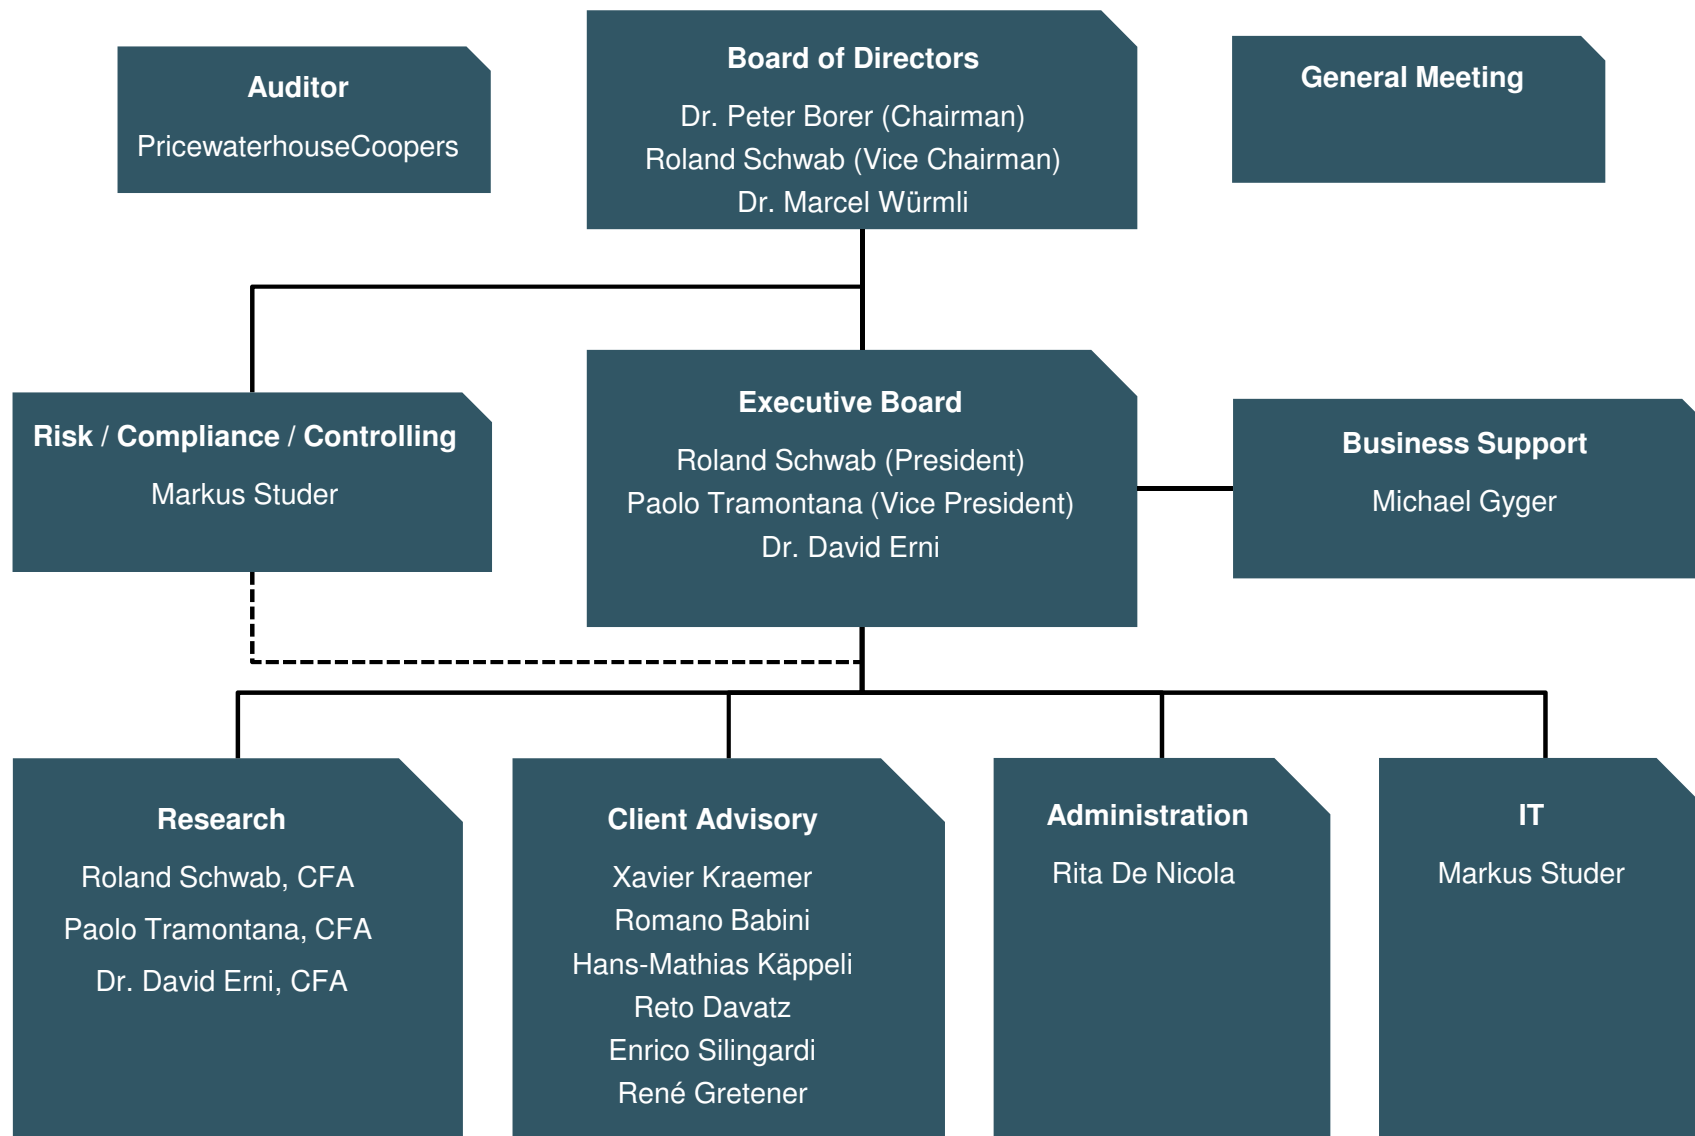 Auditor
PricewaterhouseCoopers
Board of Directors
Dr. Peter Borer (Chairman)
Roland Schwab (Vice Chairman)
Dr. Marcel Würmli
General Meeting
Risk / Compliance / Controlling
Markus Studer
Executive Board
Roland Schwab (President)
Paolo Tramontana (Vice President)
Dr. David Erni
Business Support
Michael Gyger
Research
Roland Schwab, CFA
Paolo Tramontana, CFA
Dr. David Erni, CFA
Client Advisory
Xavier Kraemer
Romano Babini
Hans-Mathias Käppeli
Reto Davatz
Enrico Silingardi
René Gretener
Administration
Rita De Nicola
IT
Markus Studer